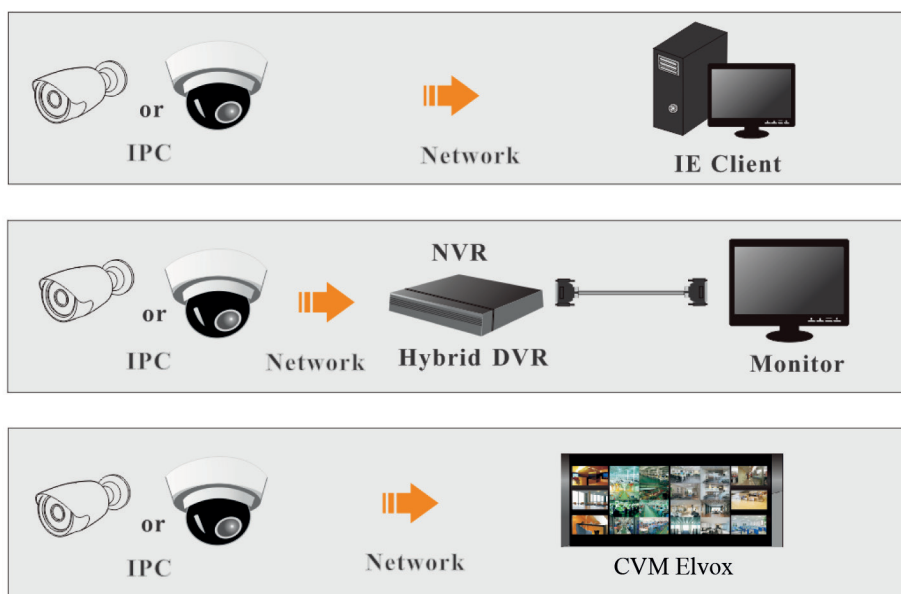 or
IPC
Network
IE Client
or
IPC
Network
NVR
Hybrid DVR
Monitor
or
IPC
Network
CVM Elvox